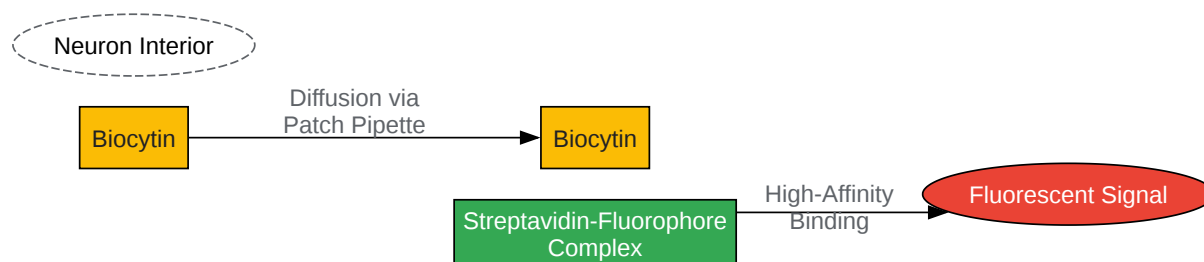 Neuron Interior
Diffusion via
Patch Pipette
Biocytin
Biocytin
High-Affinity
Binding
Fluorescent Signal
Streptavidin-Fluorophore
Complex